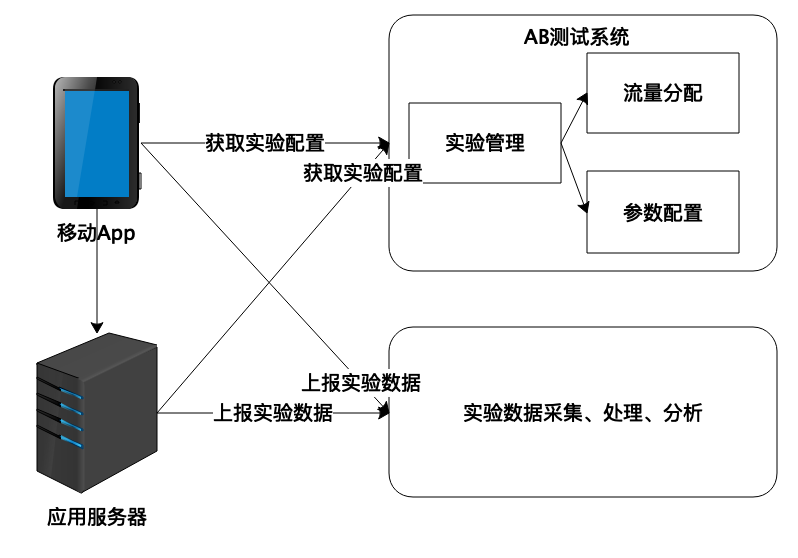 AB测试系统
流量分配
获取实验配置
实验管理
获取实验配置
参数配置
移动App
上报实验数据
上报实验数据
实验数据采集、处理、分析
应用服务器